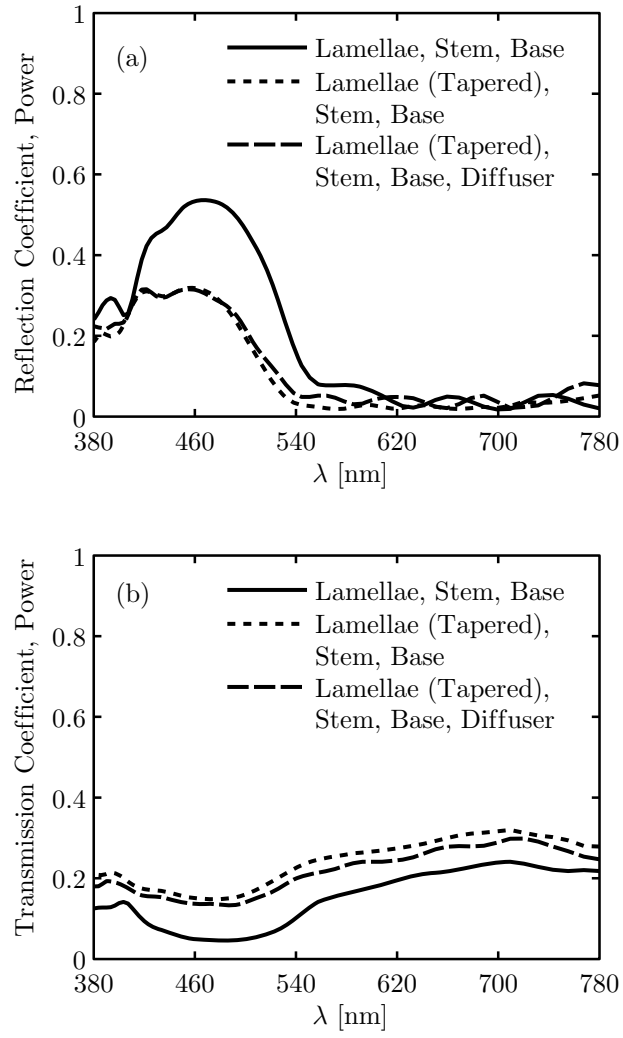 1
(a)
Lamellae, Stem, Base
Lamellae (Tapered),
Stem, Base
Lamellae (Tapered),
Stem, Base, Diffuser
0.8
0.6
0.4
0.2
0
Reflection Coefficient, Power
380 460 540 620 700 780
λ [nm]
1
(b)
Lamellae, Stem, Base
Lamellae (Tapered),
Stem, Base
Lamellae (Tapered),
Stem, Base, Diffuser
0.8
0.6
0.4
0.2
0
Transmission Coefficient, Power
380 460 540 620 700 780
λ [nm]